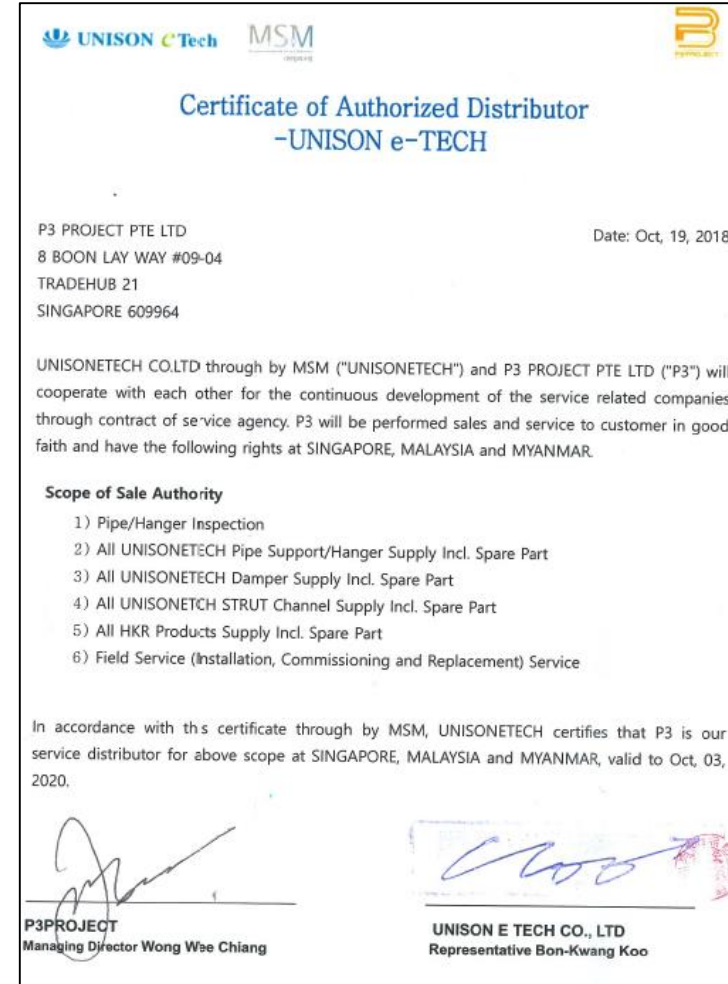 UNISON e Tech MSM
P3PROJECT
Certificate of Authorized Distributor
-UNISON e-TECH
P3 PROJECT PTE LTD
Date: Oct, 19, 2018
8 BOON LAY WAY #09-04
TRADEHUB 21
SINGAPORE 609964
UNISONETECH CO.LTD through by MSM ("UNISONETECH") and P3 PROJECT PTE LTD ("P3") will
cooperate with each other for the continuous development of the service related companies
through contract of service agency. P3 will be performed sales and service to customer in good
faith and have the following rights at SINGAPORE, MALAYSIA and MYANMAR.
Scope of Sale Authority
1) Pipe/Hanger Inspection
2) All UNISONETECH Pipe Support/Hanger Supply Incl. Spare Part
3) All UNISONETECH Damper Supply Incl. Spare Part
4) All UNISONETCH STRUT Channel Supply Incl. Spare Part
5) All HKR Products Supply Incl. Spare Part
6) Field Service (Installation, Commissioning and Replacement) Service
In accordance with this certificate through by MSM, UNISONETECH certifies that P3 is our
service distributor for above scope at SINGAPORE, MALAYSIA and MYANMAR, valid to Oct, 03,
2020.
P3PROJECT
Managing Director Wong Wee Chiang
UNISON E TECH CO., LTD
Representative Bon-Kwang Koo